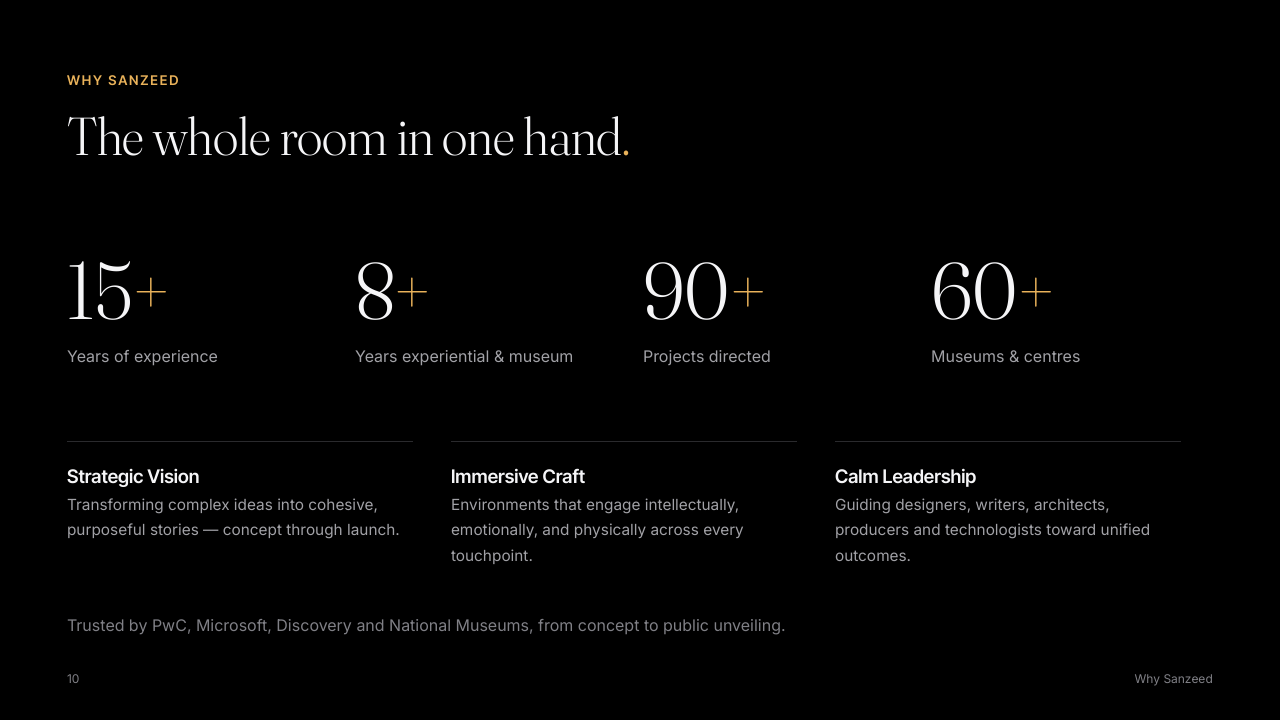 WHY SANZEED
The whole room in one hand.
15+
Years of experience
8+
Years experiential & museum
90+
Projects directed
60+
Museums & centres
Strategic Vision
Transforming complex ideas into cohesive,
purposeful stories — concept through launch.
Immersive Craft
Environments that engage intellectually,
emotionally, and physically across every
touchpoint.
Calm Leadership
Guiding designers, writers, architects,
producers and technologists toward unified
outcomes.
Trusted by PwC, Microsoft, Discovery and National Museums, from concept to public unveiling.
10
Why Sanzeed